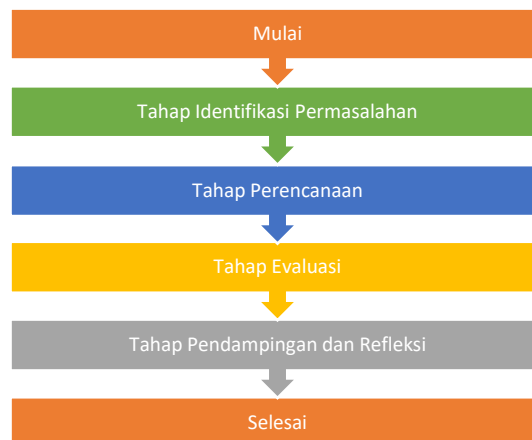 Mulai
Tahap Identifikasi Permasalahan
Tahap Perencanaan
Tahap Evaluasi
Tahap Pendampingan dan Refleksi
Selesai